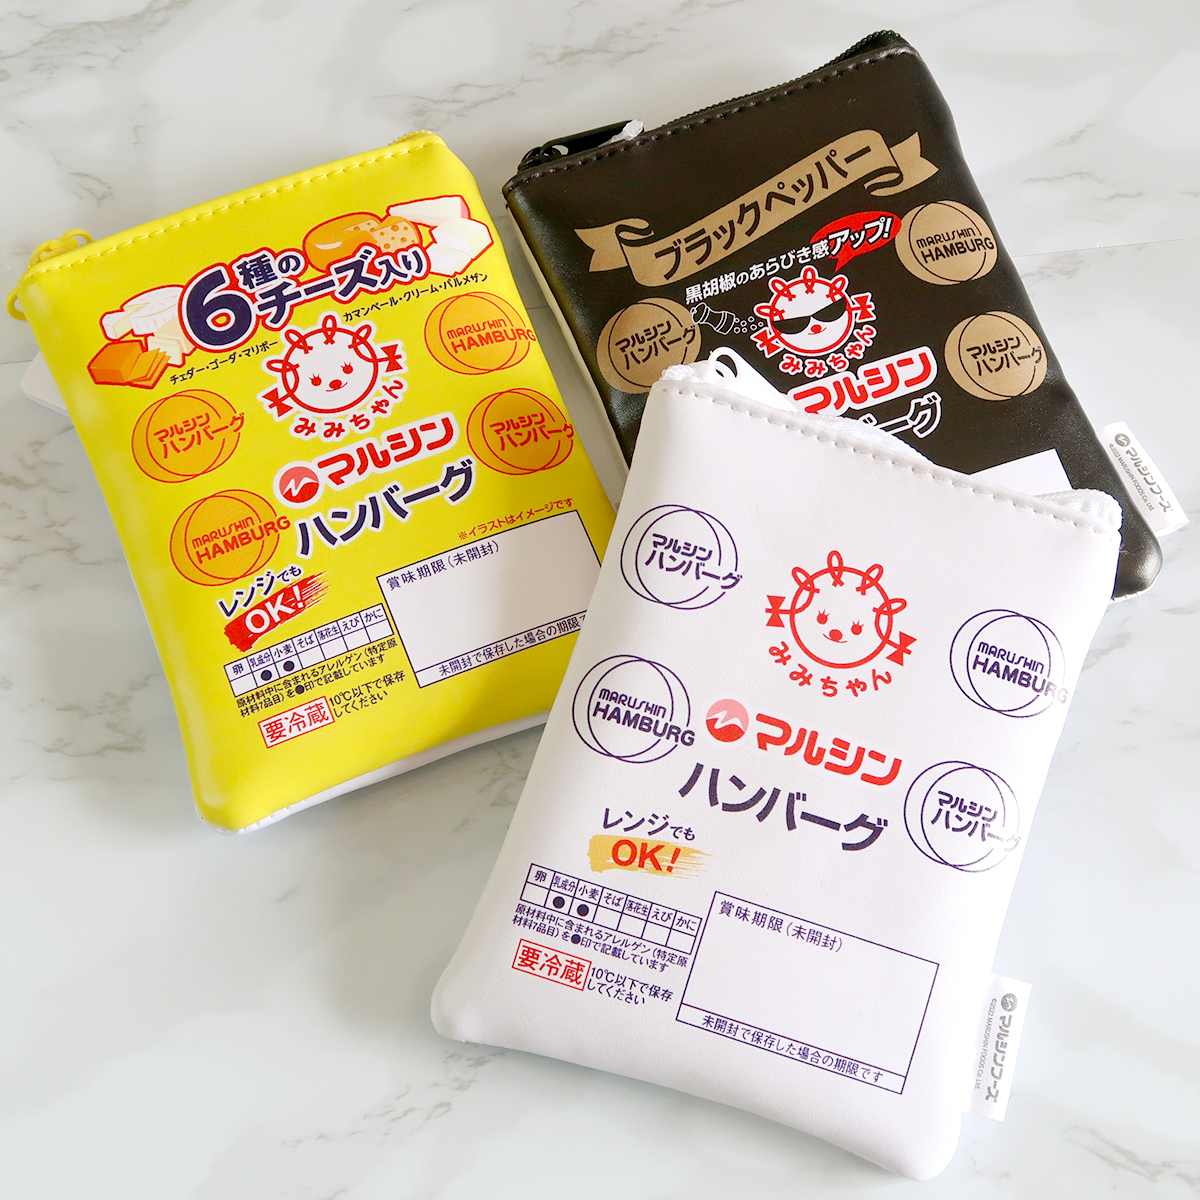 6種の
チーズ入り
カマンベール・クリーム・パルメザン
チェダー・ゴーダ・マリボー
みみちゃん
MARUSHIN
HAMBURG
マルシン
ハンバーグ
マルシン
ハンバーグ
MARUSHIN
HAMBURG
マルシン
ハンバーグ
※イラストはイメージです
レンジでも
OK!
賞味期限(未開封)
未開封で保存した場合の期限で
卵 乳成分 小麦 そば 落花生 えび かに
● ●
原材料中に含まれるアレルゲン(特定原
材料7品目)を●印で記載しています
要冷蔵
10℃以下で保存
してください
ブラックペッパー
黒胡椒のあらびき感アップ!
みみちゃん
MARUSHIN
HAMBURG
マルシン
ハンバーグ
マルシン
ハンバーグ
マルシン
バーグ
マルシンフーズ
©2022 MARUSHIN FOODS Co.,Ltd.
マルシン
ハンバーグ
みみちゃん
MARUSHIN
HAMBURG
MARUSHIN
HAMBURG
マルシン
ハンバーグ
マルシン
ハンバーグ
レンジでも
OK!
卵 乳成分 小麦 そば 落花生 えび かに
● ●
原材料中に含まれるアレルゲン(特定原
材料7品目)を●印で記載しています
要冷蔵
10℃以下で保存
してください
賞味期限(未開封)
未開封で保存した場合の期限です
マルシンフーズ
©2022 MARUSHIN FOODS Co.,Ltd.